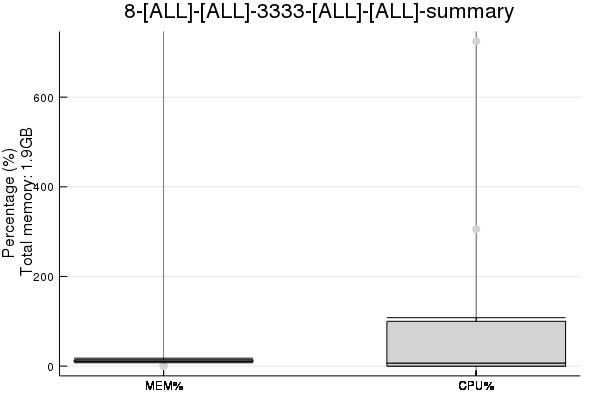 8-[ALL]-[ALL]-3333-[ALL]-[ALL]-summary
Percentage (%)
Total memory: 1.9GB
600
400
200
0
MEM%
CPU%